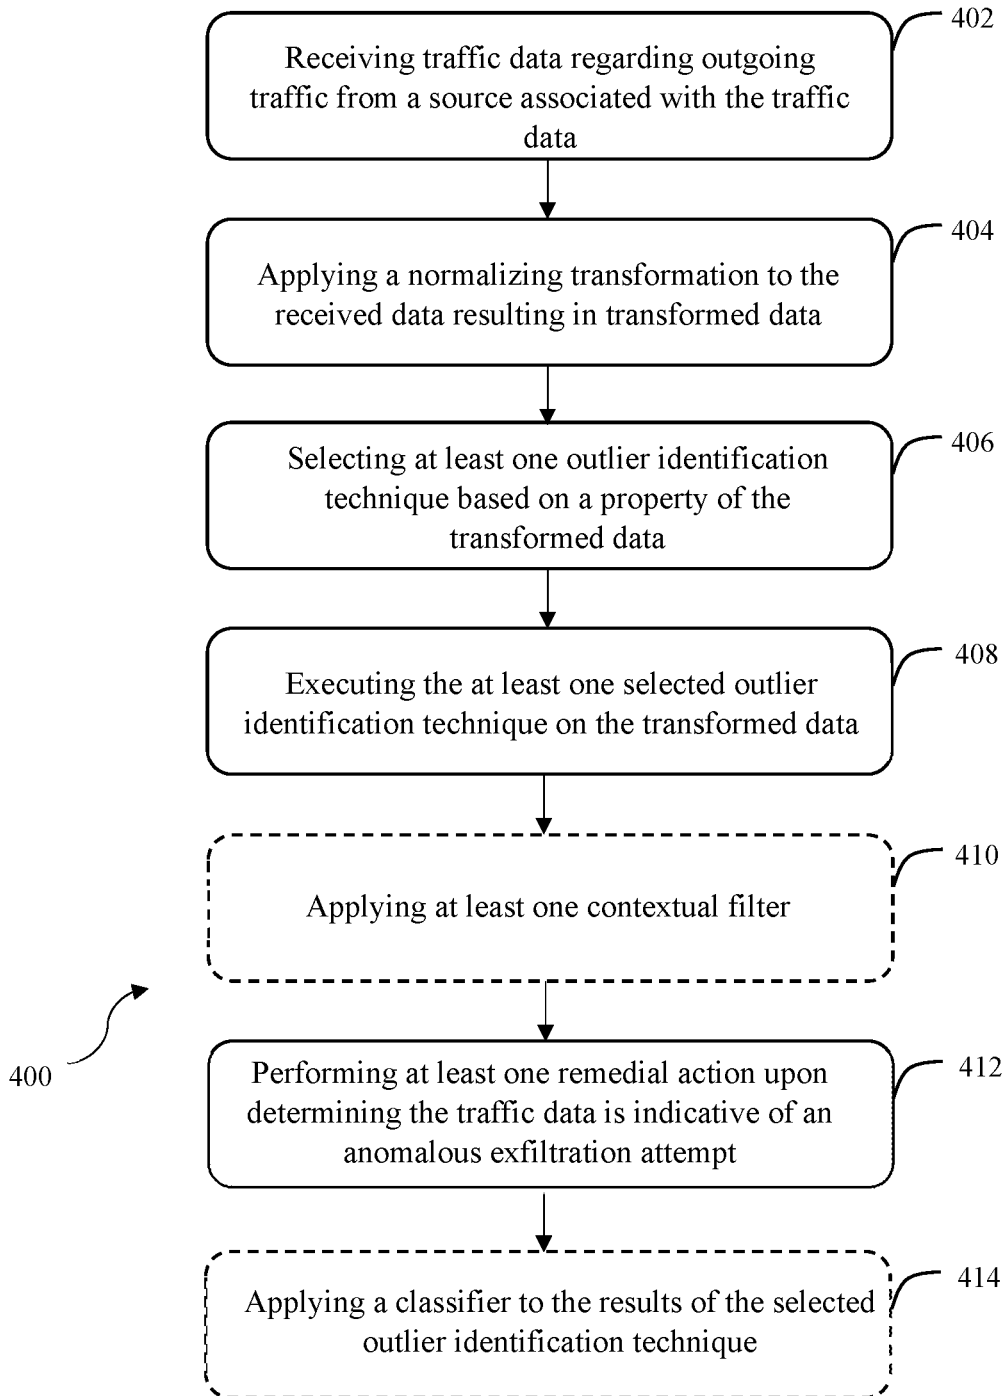 402
Receiving traffic data regarding outgoing
traffic from a source associated with the traffic
data
404
Applying a normalizing transformation to the
received data resulting in transformed data
406
Selecting at least one outlier identification
technique based on a property of the
transformed data
408
Executing the at least one selected outlier
identification technique on the transformed data
410
Applying at least one contextual filter
400
412
Performing at least one remedial action upon
determining the traffic data is indicative of an
anomalous exfiltration attempt
414
Applying a classifier to the results of the selected
outlier identification technique